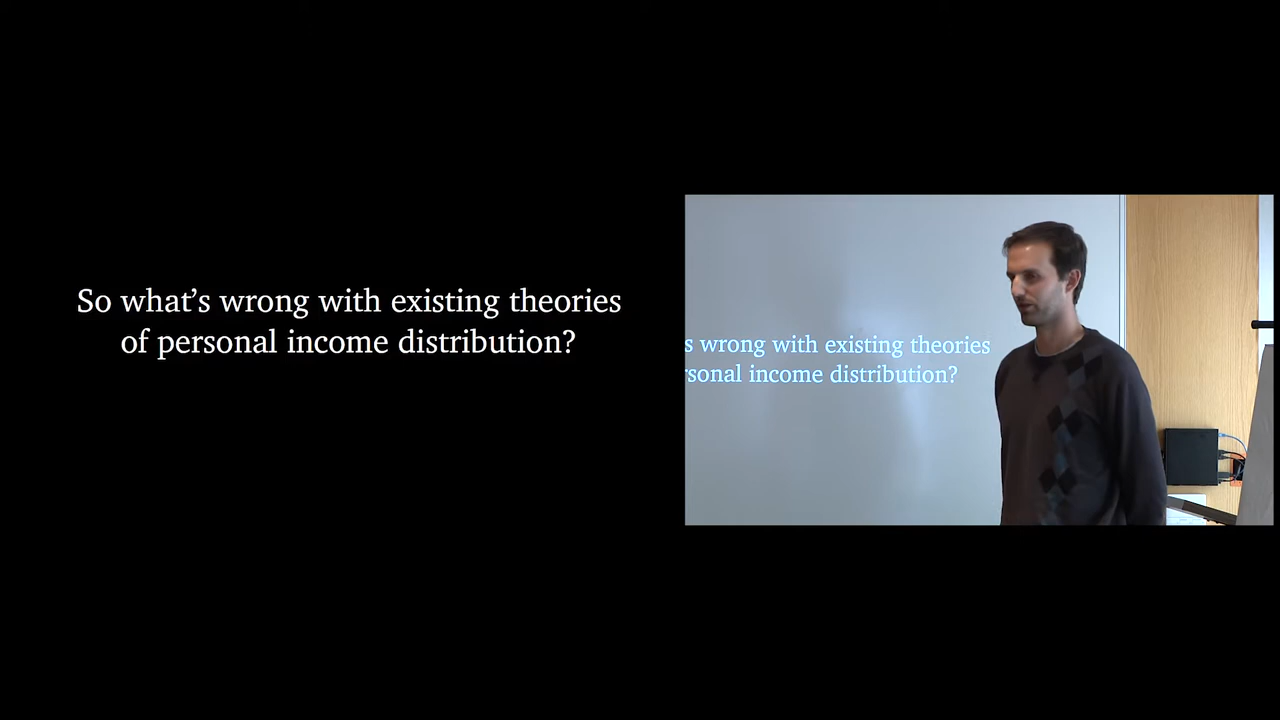 So what’s wrong with existing theories
of personal income distribution?
s wrong with existing theories
rsonal income distribution?